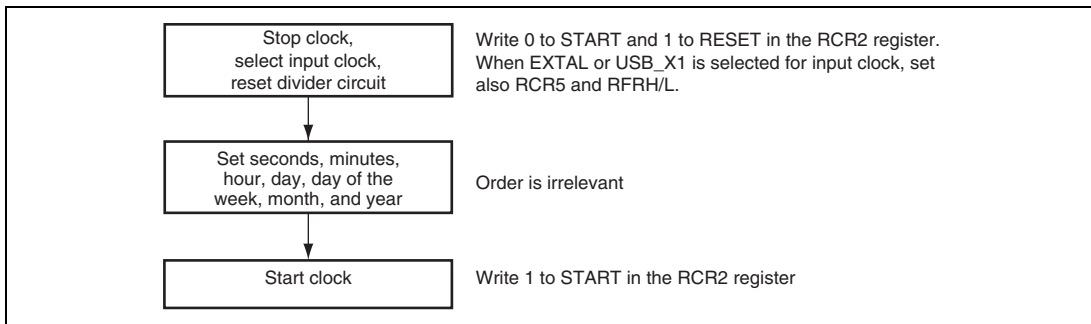 Stop clock,
select input clock,
reset divider circuit
Write 0 to START and 1 to RESET in the RCR2 register.
When EXTAL or USB_X1 is selected for input clock, set
also RCR5 and RFRH/L.
Set seconds, minutes,
hour, day, day of the
week, month, and year
Order is irrelevant
Start clock
Write 1 to START in the RCR2 register